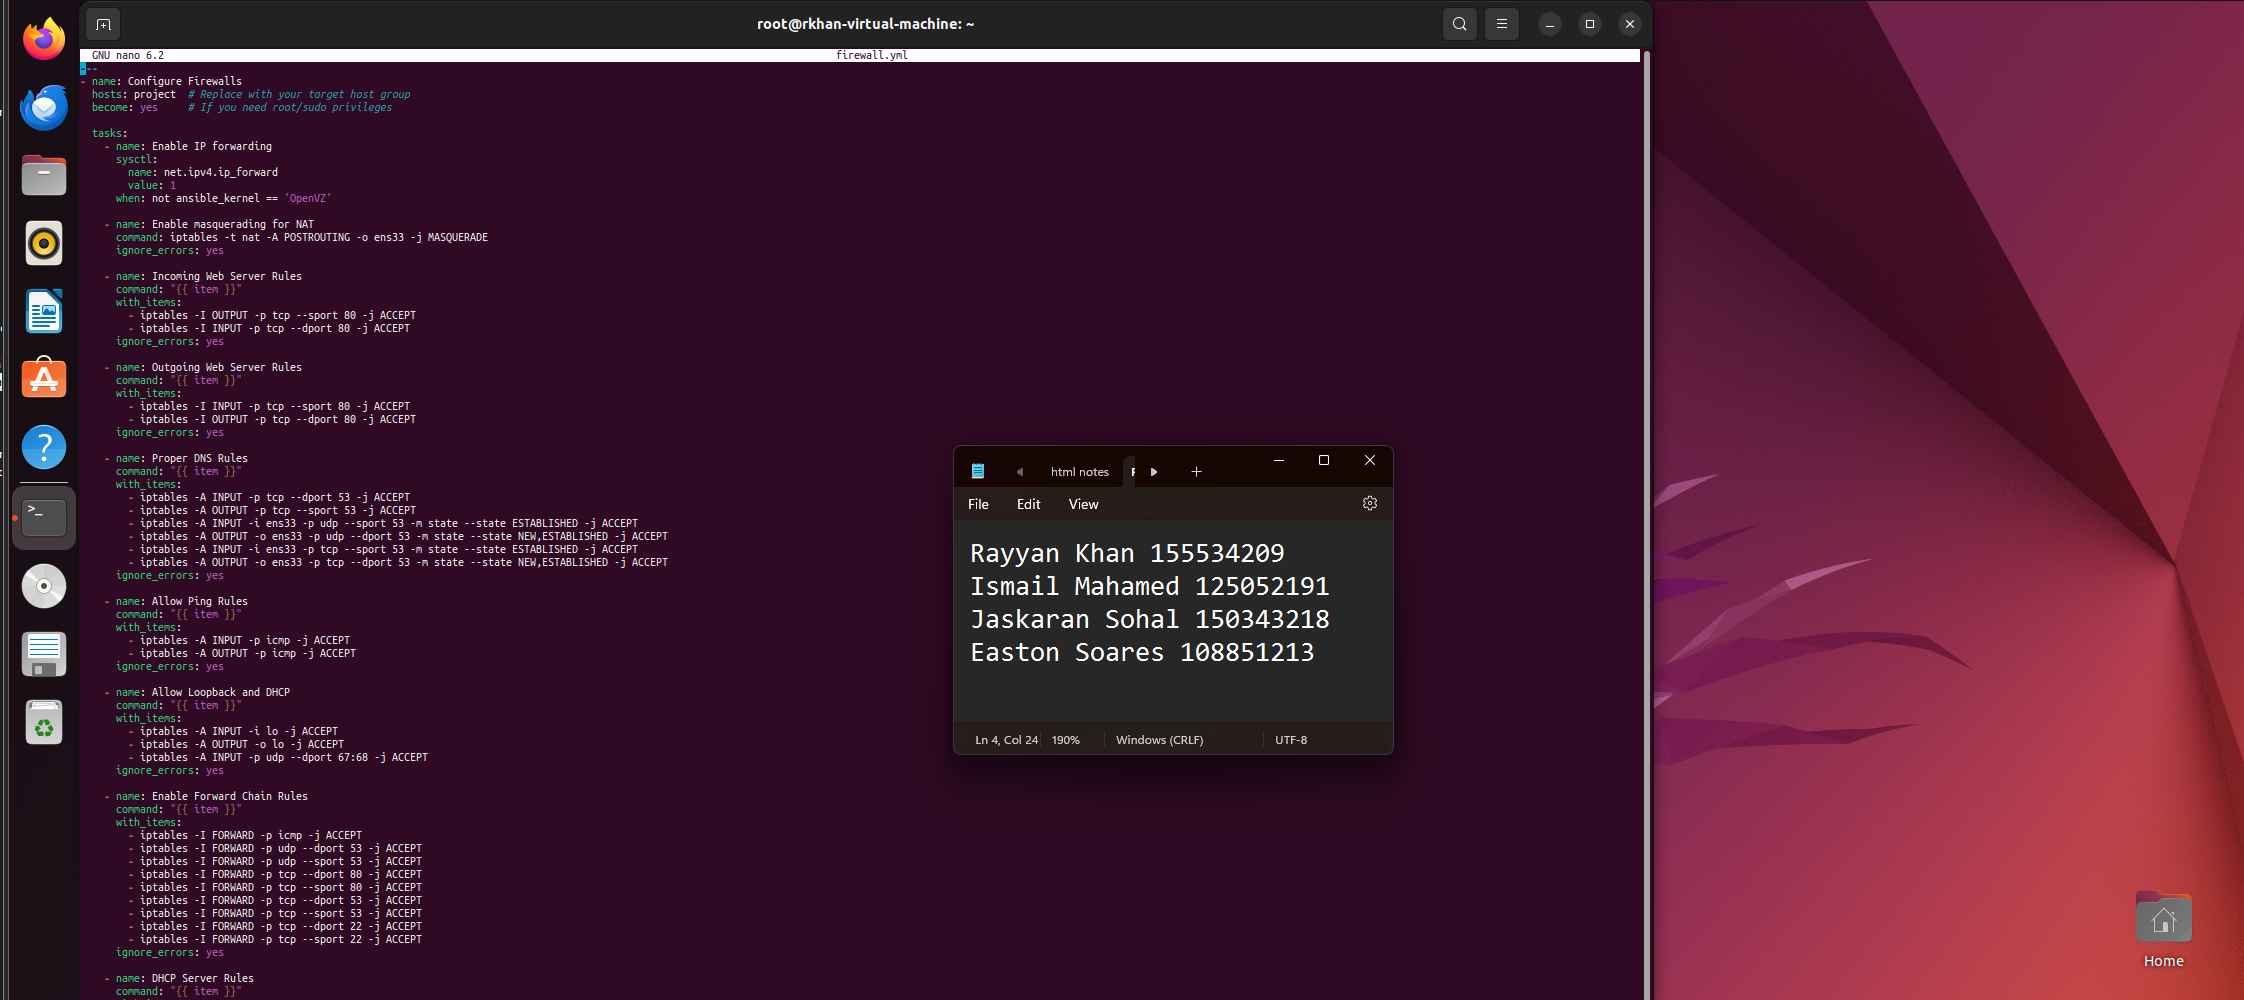 root@rkhan-virtual-machine: ~
GNU nano 6.2 firewall.yml
---
- name: Configure Firewalls
  hosts: project  # Replace with your target host group
  become: yes     # If you need root/sudo privileges

  tasks:
    - name: Enable IP forwarding
      sysctl:
        name: net.ipv4.ip_forward
        value: 1
      when: not ansible_kernel == 'OpenVZ'

    - name: Enable masquerading for NAT
      command: iptables -t nat -A POSTROUTING -o ens33 -j MASQUERADE
      ignore_errors: yes

    - name: Incoming Web Server Rules
      command: "{{ item }}"
      with_items:
        - iptables -I OUTPUT -p tcp --sport 80 -j ACCEPT
        - iptables -I INPUT -p tcp --dport 80 -j ACCEPT
      ignore_errors: yes

    - name: Outgoing Web Server Rules
      command: "{{ item }}"
      with_items:
        - iptables -I INPUT -p tcp --sport 80 -j ACCEPT
        - iptables -I OUTPUT -p tcp --dport 80 -j ACCEPT
      ignore_errors: yes

    - name: Proper DNS Rules
      command: "{{ item }}"
      with_items:
        - iptables -A INPUT -p tcp --dport 53 -j ACCEPT
        - iptables -A OUTPUT -p tcp --sport 53 -j ACCEPT
        - iptables -A INPUT -i ens33 -p udp --sport 53 -m state --state ESTABLISHED -j ACCEPT
        - iptables -A OUTPUT -o ens33 -p udp --dport 53 -m state --state NEW,ESTABLISHED -j ACCEPT
        - iptables -A INPUT -i ens33 -p tcp --sport 53 -m state --state ESTABLISHED -j ACCEPT
        - iptables -A OUTPUT -o ens33 -p tcp --dport 53 -m state --state NEW,ESTABLISHED -j ACCEPT
      ignore_errors: yes

    - name: Allow Ping Rules
      command: "{{ item }}"
      with_items:
        - iptables -A INPUT -p icmp -j ACCEPT
        - iptables -A OUTPUT -p icmp -j ACCEPT
      ignore_errors: yes

    - name: Allow Loopback and DHCP
      command: "{{ item }}"
      with_items:
        - iptables -A INPUT -i lo -j ACCEPT
        - iptables -A OUTPUT -o lo -j ACCEPT
        - iptables -A INPUT -p udp --dport 67:68 -j ACCEPT
      ignore_errors: yes

    - name: Enable Forward Chain Rules
      command: "{{ item }}"
      with_items:
        - iptables -I FORWARD -p icmp -j ACCEPT
        - iptables -I FORWARD -p udp --dport 53 -j ACCEPT
        - iptables -I FORWARD -p udp --sport 53 -j ACCEPT
        - iptables -I FORWARD -p tcp --dport 80 -j ACCEPT
        - iptables -I FORWARD -p tcp --sport 80 -j ACCEPT
        - iptables -I FORWARD -p tcp --dport 53 -j ACCEPT
        - iptables -I FORWARD -p tcp --sport 53 -j ACCEPT
        - iptables -I FORWARD -p tcp --dport 22 -j ACCEPT
        - iptables -I FORWARD -p tcp --sport 22 -j ACCEPT
      ignore_errors: yes

    - name: DHCP Server Rules
      command: "{{ item }}"
html notes
File Edit View
Rayyan Khan 155534209
Ismail Mahamed 125052191
Jaskaran Sohal 150343218
Easton Soares 108851213
Ln 4, Col 24 190% Windows (CRLF) UTF-8
Home